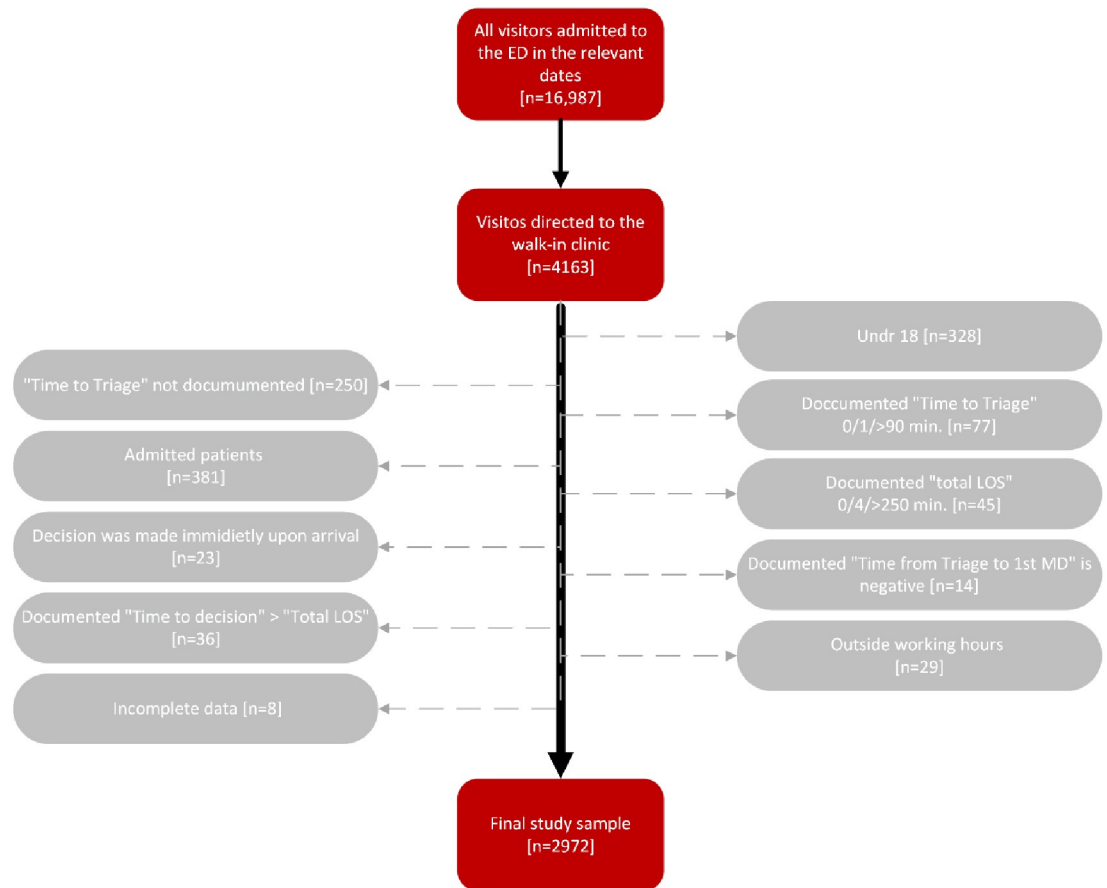 All visitors admitted to
the ED in the relevant
dates
[n=16,987]
Visitos directed to the
walk-in clinic
[n=4163]
Undr 18 [n=328]
"Time to Triage" not documumented [n=250]
Doccumented "Time to Triage"
0/1/>90 min. [n=77]
Admitted patients
[n=381]
Documented "total LOS"
0/4/>250 min. [n=45]
Decision was made immidietly upon arrival
[n=23]
Documented "Time from Triage to 1st MD" is
negative [n=14]
Documented "Time to decision" > "Total LOS"
[n=36]
Outside working hours
[n=29]
Incomplete data [n=8]
Final study sample
[n=2972]